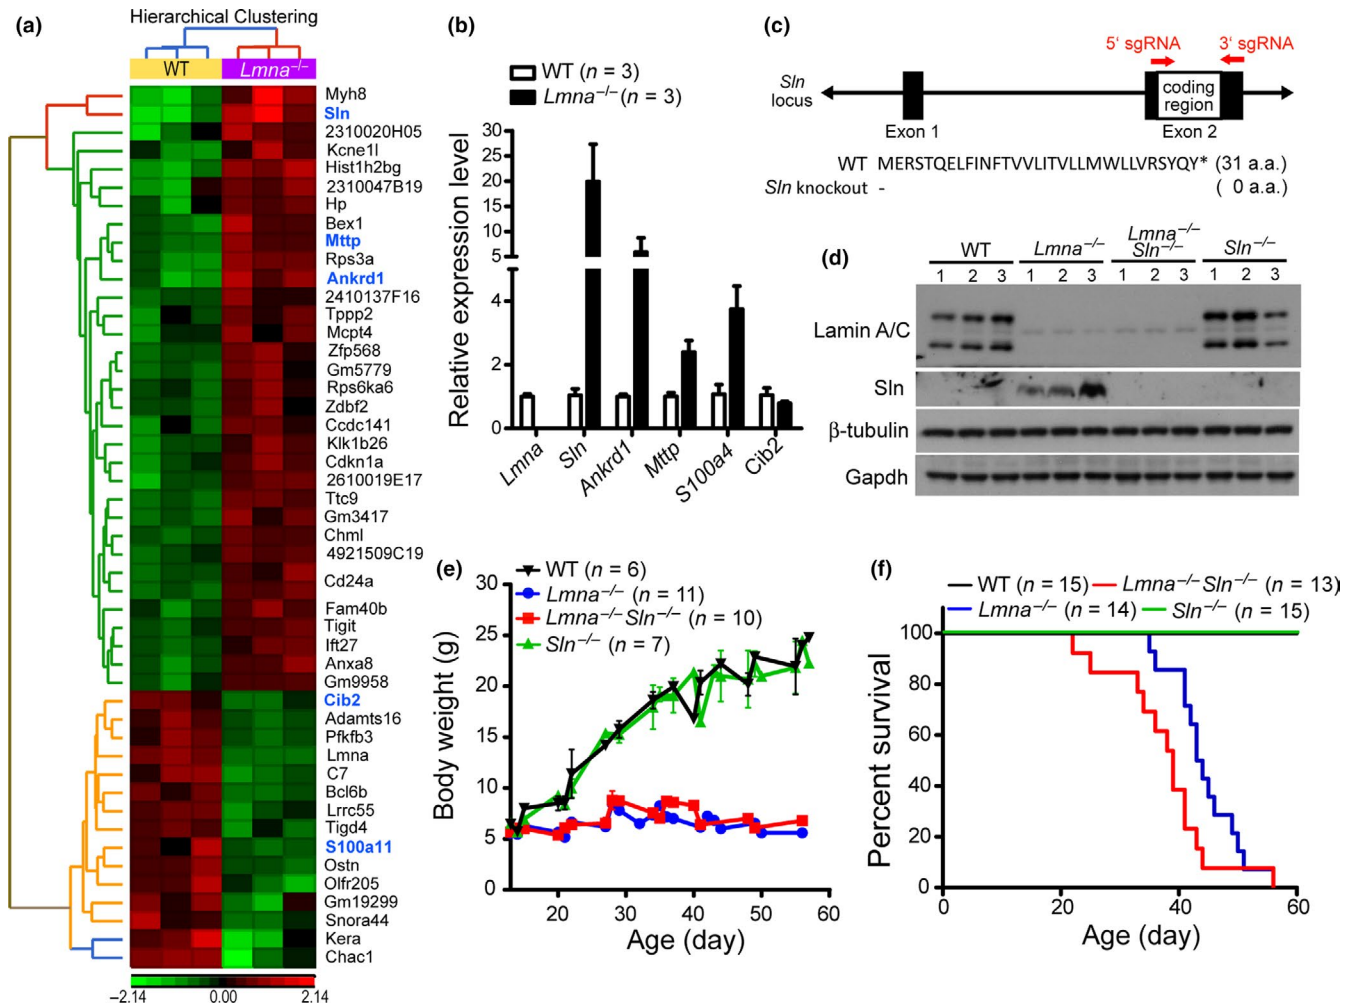 (a)
Hierarchical Clustering
WT
Lmna⁻/⁻
Myh8
Sln
2310020H05
Kcne1l
Hist1h2bg
2310047B19
Hp
Bex1
Mttp
Rps3a
Ankrd1
2410137F16
Tppp2
Mcpt4
Zfp568
Gm5779
Rps6ka6
Zdbf2
Ccdc141
Klk1b26
Cdkn1a
2610019E17
Ttc9
Gm3417
Chml
4921509C19
Cd24a
Fam40b
Tigit
Ift27
Anxa8
Gm9958
Cib2
Adamts16
Pfkfb3
Lmna
C7
Bcl6b
Lrrc55
Tigd4
S100a11
Ostn
Olfr205
Gm19299
Snora44
Kera
Chac1
−2.14 0.00 2.14
(b)
WT (n = 3)
Lmna⁻/⁻ (n = 3)
Relative expression level
30
25
20
15
10
5
4
2
0
Lmna Sln Ankrd1 Mttp S100a4 Cib2
(c)
5' sgRNA 3' sgRNA
Sln locus
coding region
Exon 1 Exon 2
WT MERSTQELFINFTVVLITVLLMWLLVRSYQY* (31 a.a.)
Sln knockout - ( 0 a.a.)
(d)
WT Lmna⁻/⁻ Lmna⁻/⁻ Sln⁻/⁻ Sln⁻/⁻
1 2 3 1 2 3 1 2 3 1 2 3
Lamin A/C
Sln
β-tubulin
Gapdh
(e)
WT (n = 6)
Lmna⁻/⁻ (n = 11)
Lmna⁻/⁻Sln⁻/⁻ (n = 10)
Sln⁻/⁻ (n = 7)
Body weight (g)
30
25
20
15
10
5
0
20 30 40 50 60
Age (day)
(f)
WT (n = 15) Lmna⁻/⁻Sln⁻/⁻ (n = 13)
Lmna⁻/⁻ (n = 14) Sln⁻/⁻ (n = 15)
Percent survival
100
80
60
40
20
0
0 20 40 60
Age (day)